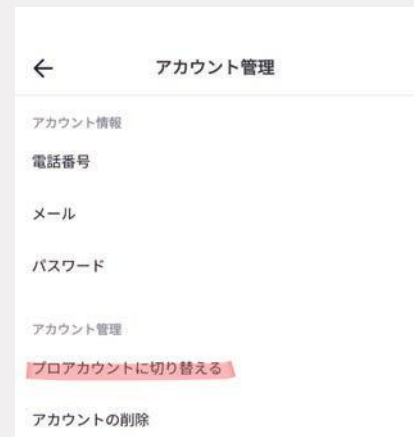 アカウント管理
アカウント情報
電話番号
メール
パスワード
アカウント管理
プロアカウントに切り替える
アカウントの削除